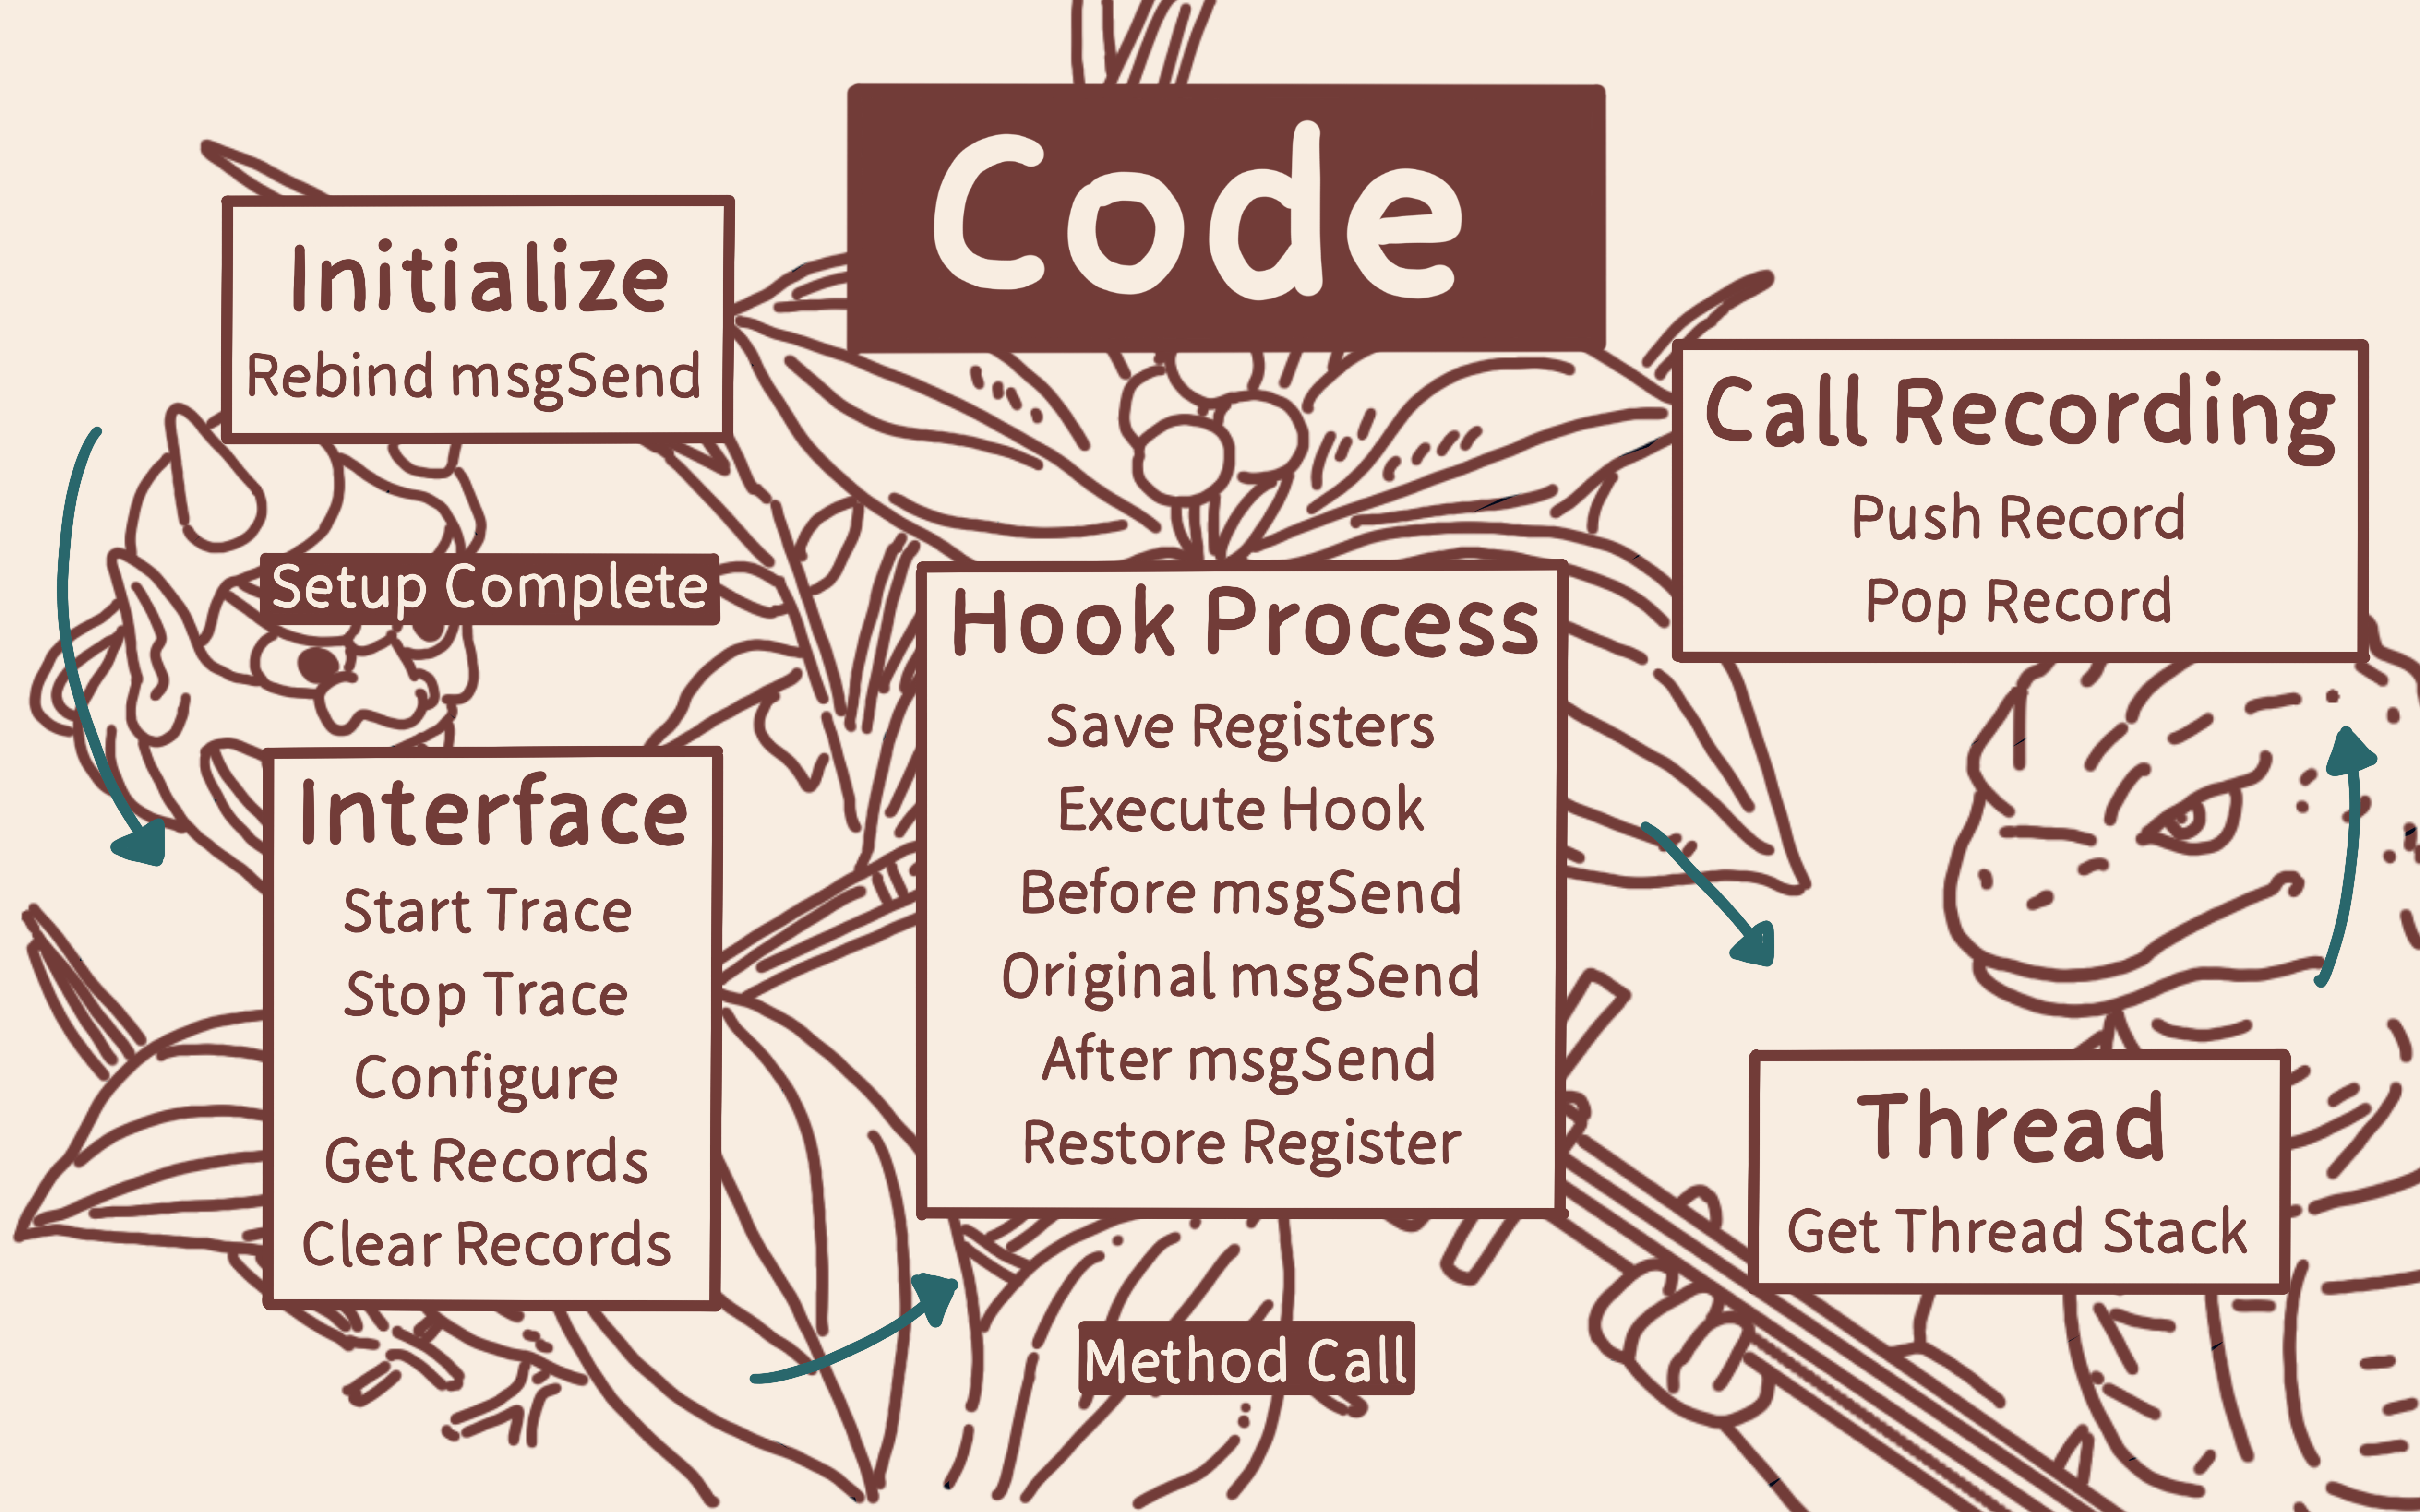 Code
Initialize
Rebind msgSend
Setup Complete
Interface
Start Trace
Stop Trace
Configure
Get Records
Clear Records
Hook Process
Save Registers
Execute Hook
Before msgSend
Original msgSend
After msgSend
Restore Register
Method Call
Call Recording
Push Record
Pop Record
Thread
Get Thread Stack